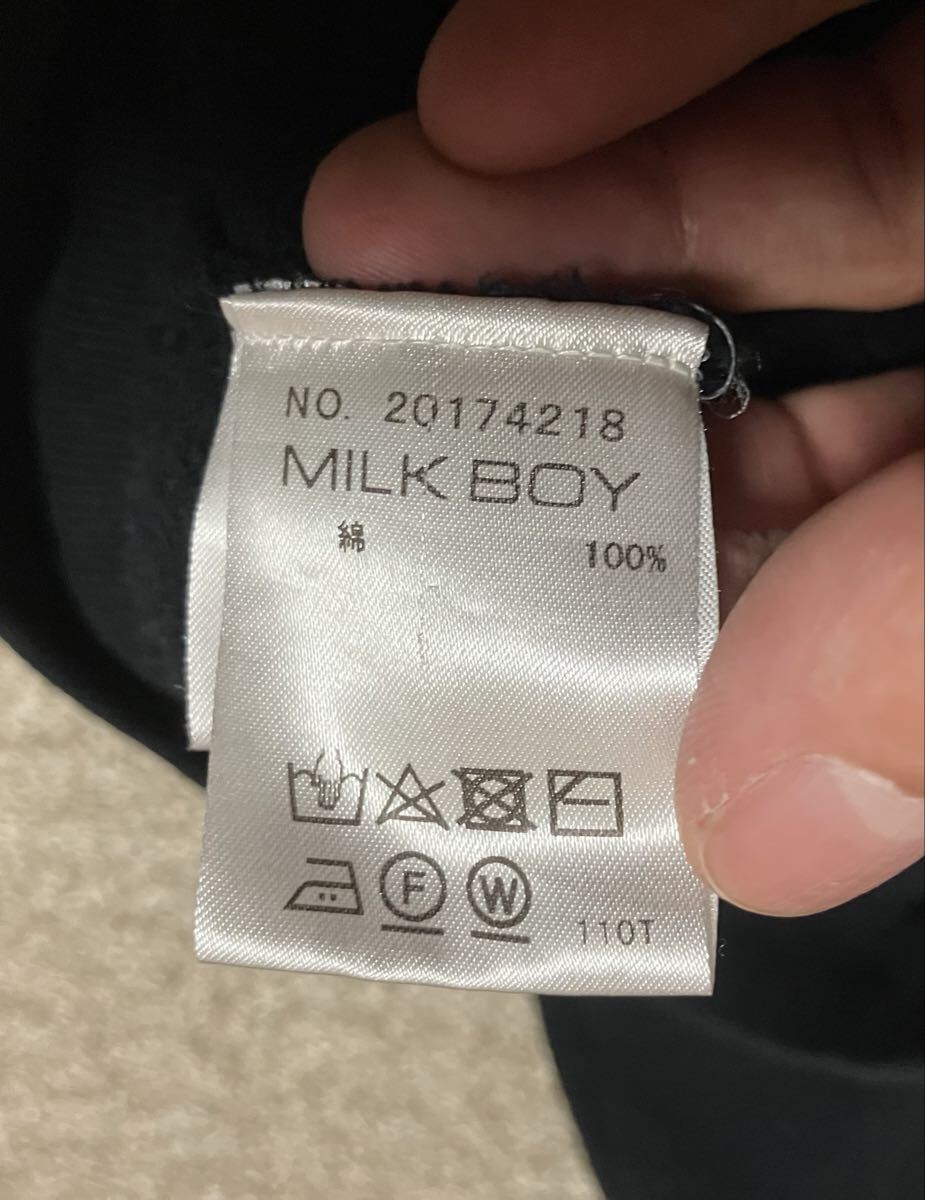 NO. 20174218
MILK BOY
綿 100%
F W 110T